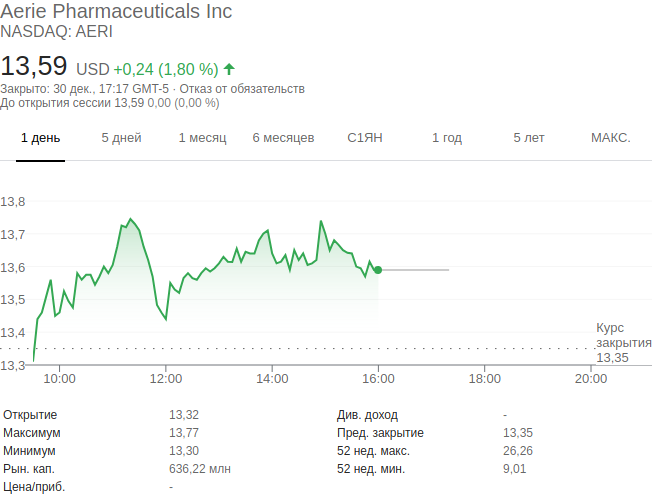 Aerie Pharmaceuticals Inc
NASDAQ: AERI
13,59 USD +0,24 (1,80 %)
Закрыто: 30 дек., 17:17 GMT-5 · Отказ от обязательств
До открытия сессии 13,59 0,00 (0,00 %)
1 день 5 дней 1 месяц 6 месяцев С1ЯН 1 год 5 лет МАКС.
13,8
13,7
13,6
13,5
13,4
13,3
Курс
закрытия
13,35
10:00 12:00 14:00 16:00 18:00 20:00
Открытие 13,32 Див. доход -
Максимум 13,77 Пред. закрытие 13,35
Минимум 13,30 52 нед. макс. 26,26
Рын. кап. 636,22 млн 52 нед. мин. 9,01
Цена/приб. -